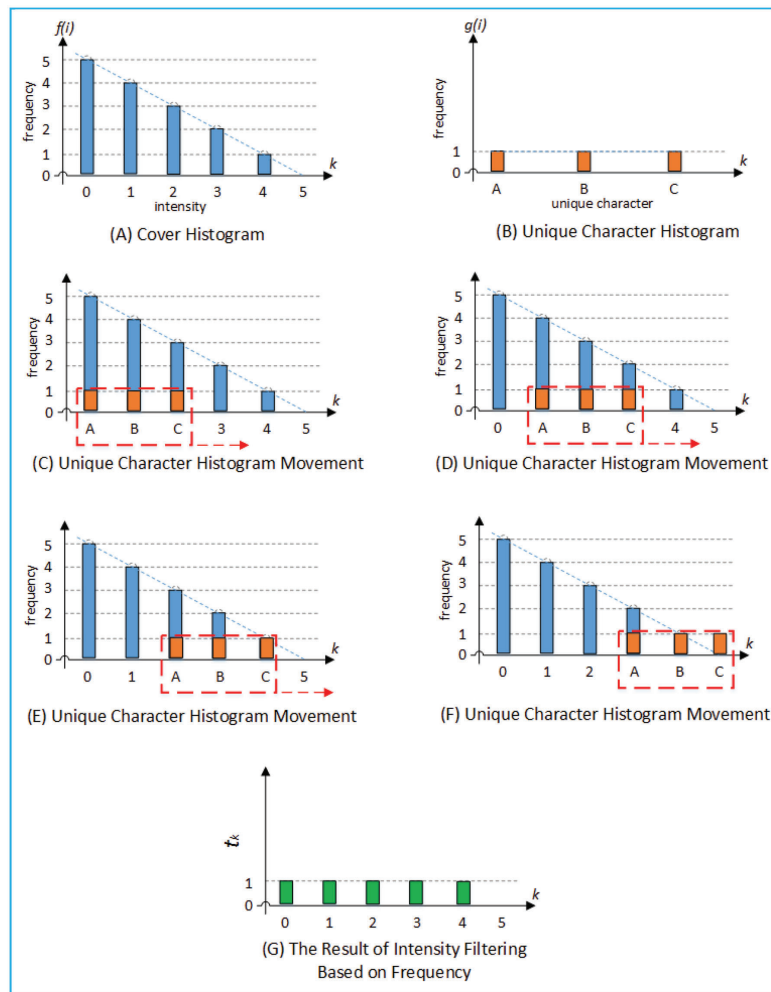 f(i)
frequency
5
4
3
2
1
0
k
0 1 2 3 4 5
intensity
(A) Cover Histogram
g(i)
frequency
1
0
k
A B C
unique character
(B) Unique Character Histogram
frequency
5
4
3
2
1
0
k
A B C 3 4 5
(C) Unique Character Histogram Movement
frequency
5
4
3
2
1
0
k
0 A B C 4 5
(D) Unique Character Histogram Movement
frequency
5
4
3
2
1
0
k
0 1 A B C 5
(E) Unique Character Histogram Movement
frequency
5
4
3
2
1
0
k
0 1 2 A B C
(F) Unique Character Histogram Movement
tk
1
0
k
0 1 2 3 4 5
(G) The Result of Intensity Filtering
Based on Frequency